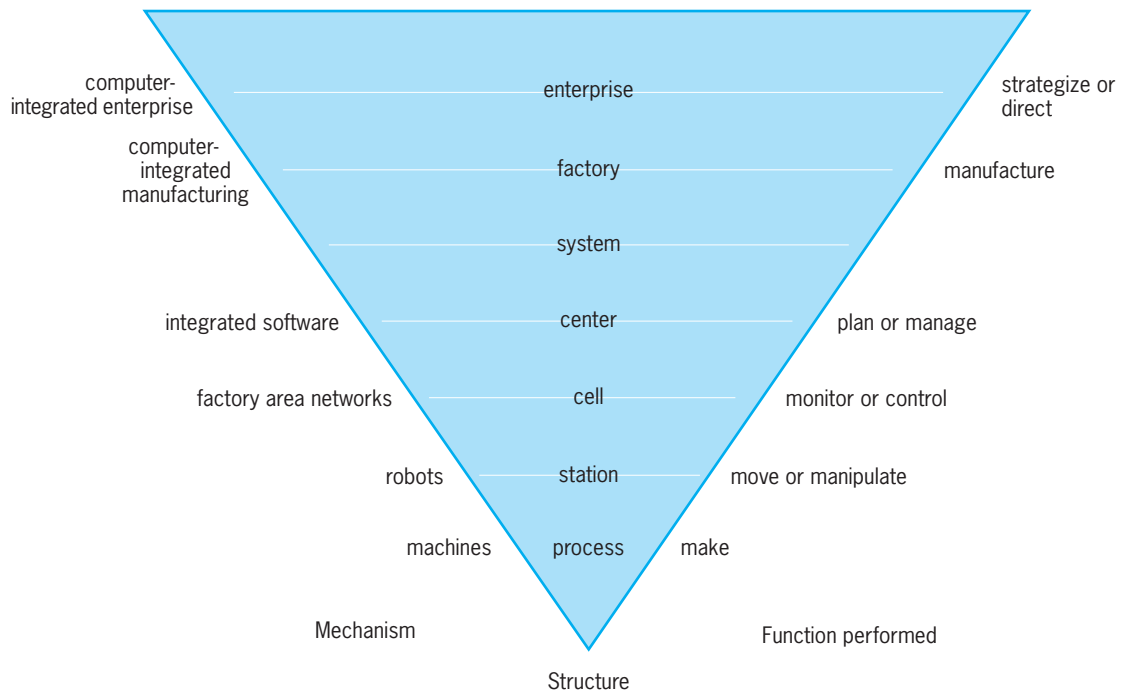 computer-
integrated enterprise
enterprise
strategize or
direct
computer-
integrated
manufacturing
factory
manufacture
system
integrated software
center
plan or manage
factory area networks
cell
monitor or control
robots
station
move or manipulate
machines
process
make
Mechanism
Function performed
Structure